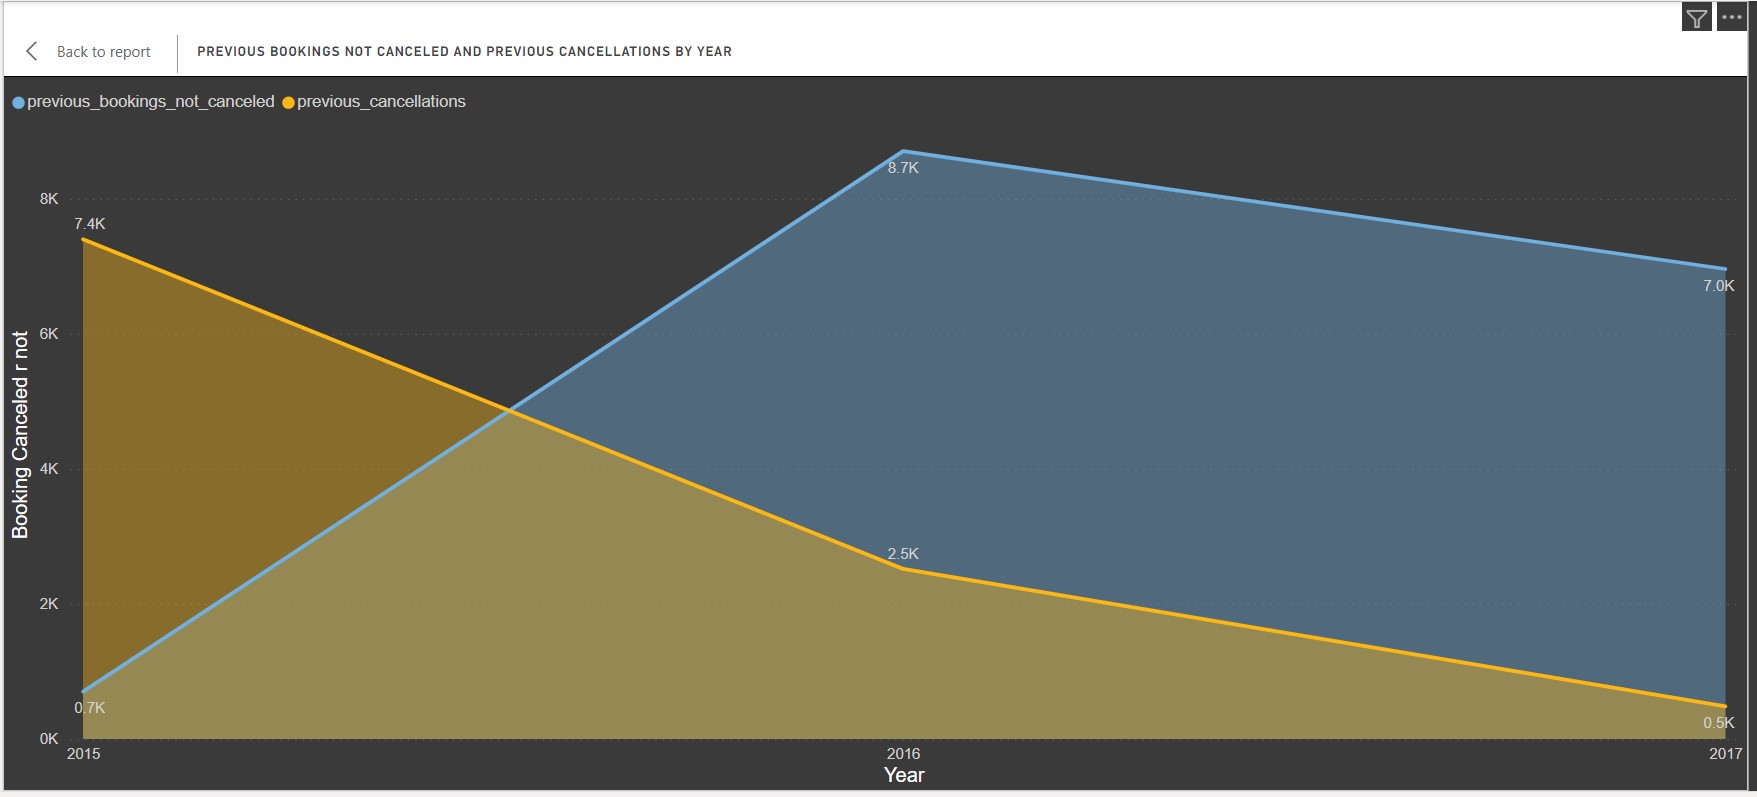 Back to report
PREVIOUS BOOKINGS NOT CANCELED AND PREVIOUS CANCELLATIONS BY YEAR
previous_bookings_not_canceled previous_cancellations
8.7K
8K
7.4K
7.0K
6K
Booking Canceled r not
4K
2.5K
2K
0.7K
0.5K
0K
2015 2016 2017
Year